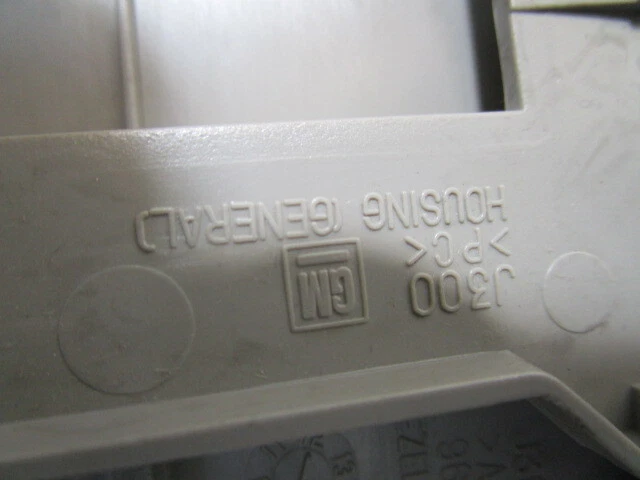 J300
>PC< GM
HOUSING (GENERAL)